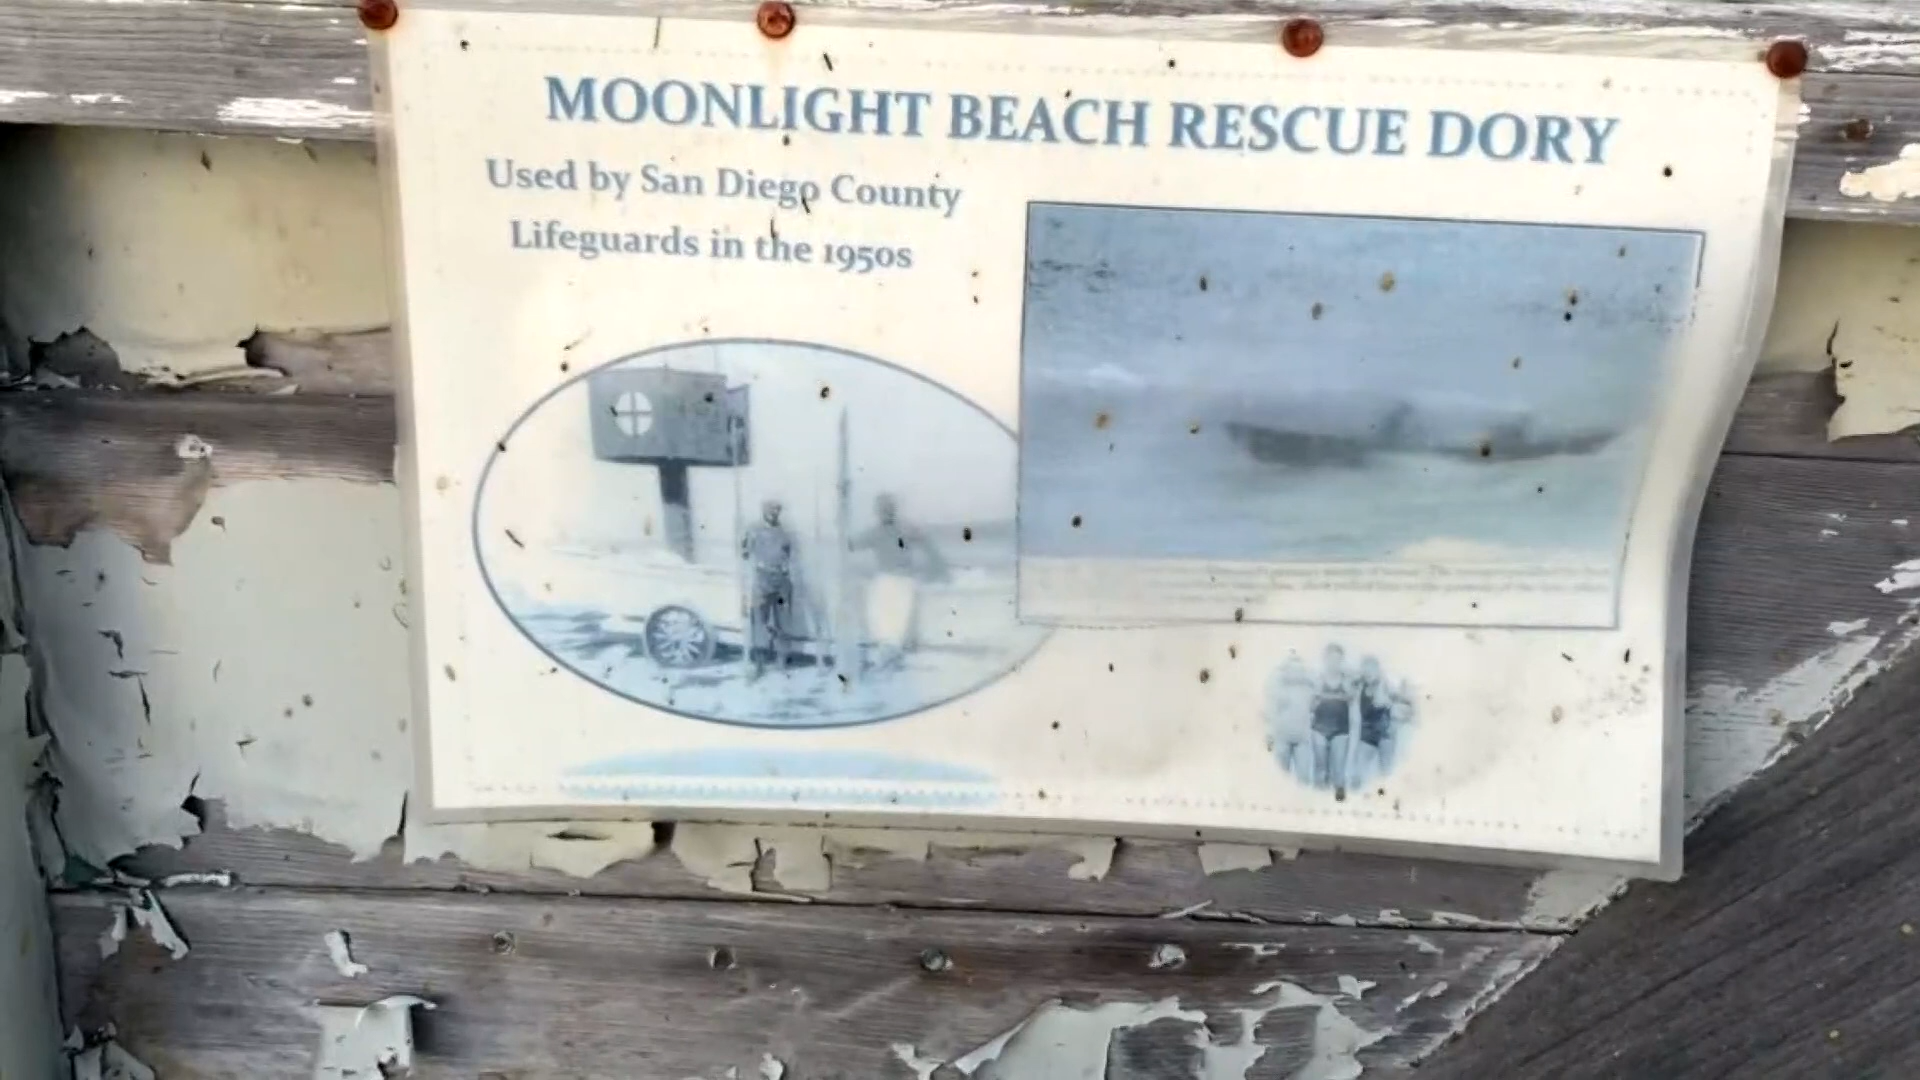 MOONLIGHT BEACH RESCUE DORY
Used by San Diego County
Lifeguards in the 1950s